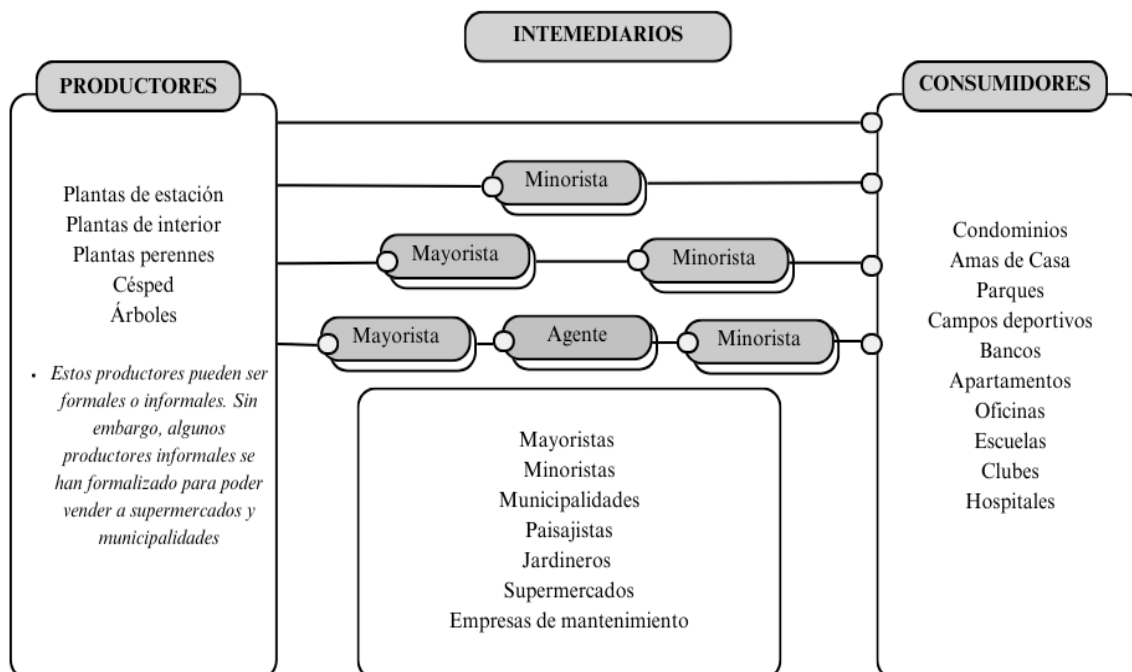 INTEMEDIARIOS
PRODUCTORES
Plantas de estación
Plantas de interior
Plantas perennes
Césped
Árboles
• Estos productores pueden ser
formales o informales. Sin
embargo, algunos
productores informales se
han formalizado para poder
vender a supermercados y
municipalidades
Minorista
Mayorista
Minorista
Mayorista
Agente
Minorista
Mayoristas
Minoristas
Municipalidades
Paisajistas
Jardineros
Supermercados
Empresas de mantenimiento
CONSUMIDORES
Condominios
Amas de Casa
Parques
Campos deportivos
Bancos
Apartamentos
Oficinas
Escuelas
Clubes
Hospitales